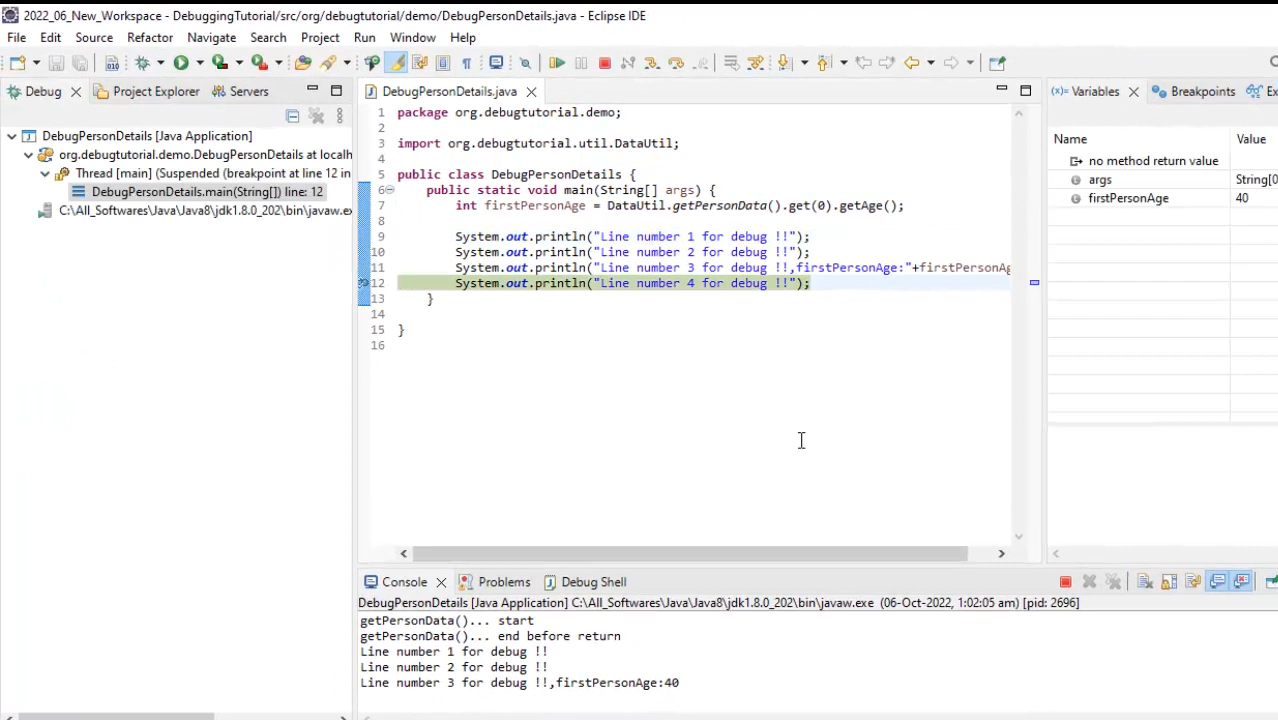 2022_06_New_Workspace - DebuggingTutorial/src/org/debugtutorial/demo/DebugPersonDetails.java - Eclipse IDE
File Edit Source Refactor Navigate Search Project Run Window Help
Debug Project Explorer Servers
DebugPersonDetails [Java Application]
org.debugtutorial.demo.DebugPersonDetails at localh
Thread [main] (Suspended (breakpoint at line 12 in
DebugPersonDetails.main(String[]) line: 12
C:\All_Softwares\Java\Java8\jdk1.8.0_202\bin\javaw.ex
DebugPersonDetails.java
1 package org.debugtutorial.demo;
2
3 import org.debugtutorial.util.DataUtil;
4
5 public class DebugPersonDetails {
6 public static void main(String[] args) {
7 int firstPersonAge = DataUtil.getPersonData().get(0).getAge();
8
9 System.out.println("Line number 1 for debug !!");
10 System.out.println("Line number 2 for debug !!");
11 System.out.println("Line number 3 for debug !!,firstPersonAge:"+firstPersonAg
12 System.out.println("Line number 4 for debug !!");
13 }
14
15 }
16
Variables Breakpoints Ex
Name Value
no method return value
args String[0
firstPersonAge 40
Console Problems Debug Shell
DebugPersonDetails [Java Application] C:\All_Softwares\Java\Java8\jdk1.8.0_202\bin\javaw.exe (06-Oct-2022, 1:02:05 am) [pid: 2696]
getPersonData()... start
getPersonData()... end before return
Line number 1 for debug !!
Line number 2 for debug !!
Line number 3 for debug !!,firstPersonAge:40